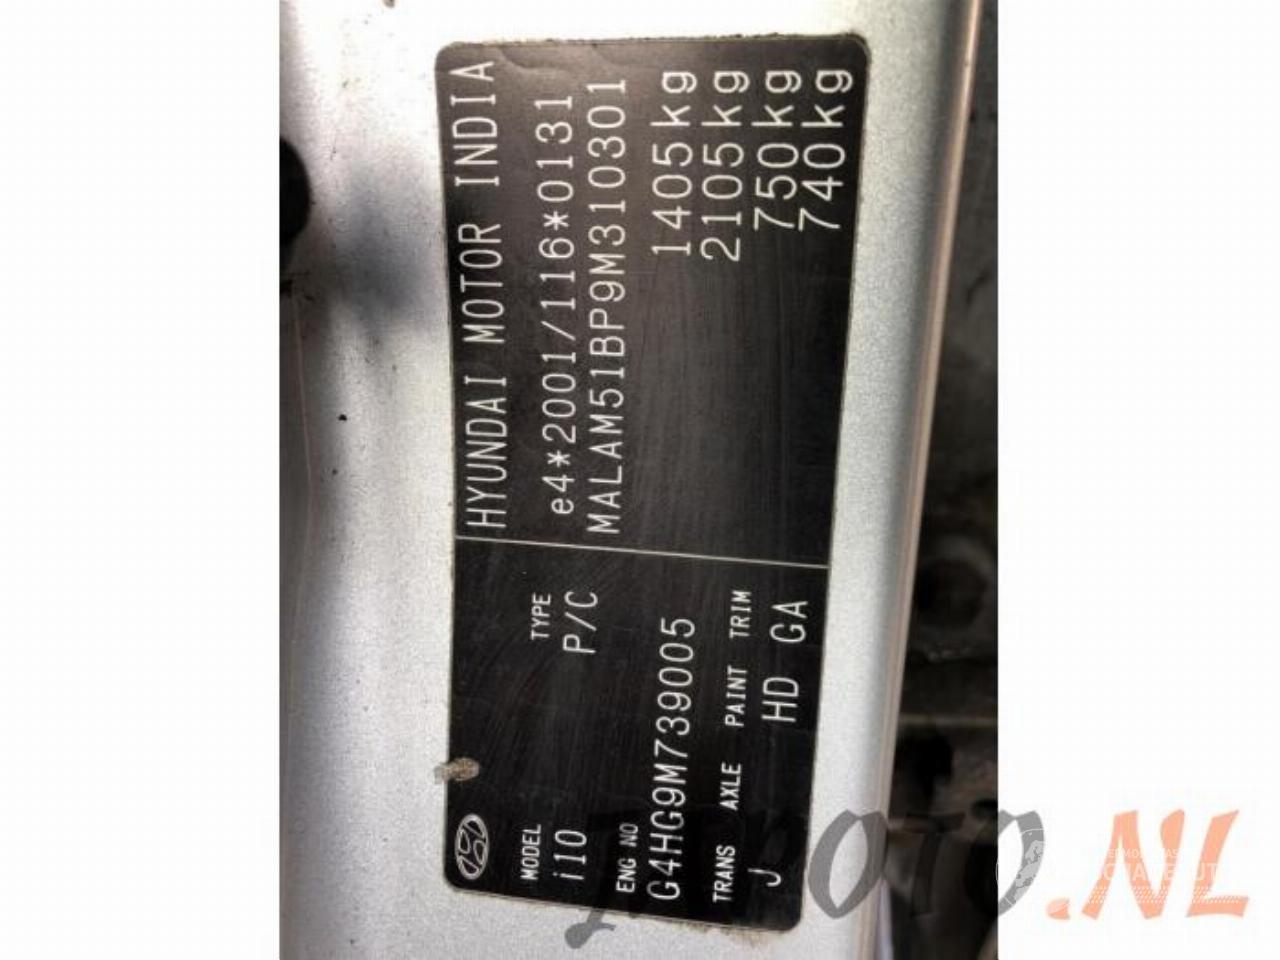 HYUNDAI MOTOR INDIA
MODEL TYPE
i10 P/C
e4*2001/116*0131
MALAM51BP9M310301
ENG NO
G4HG9M739005
1405kg
2105kg
750kg
740kg
TRANS AXLE PAINT TRIM
J HD GA
.NL